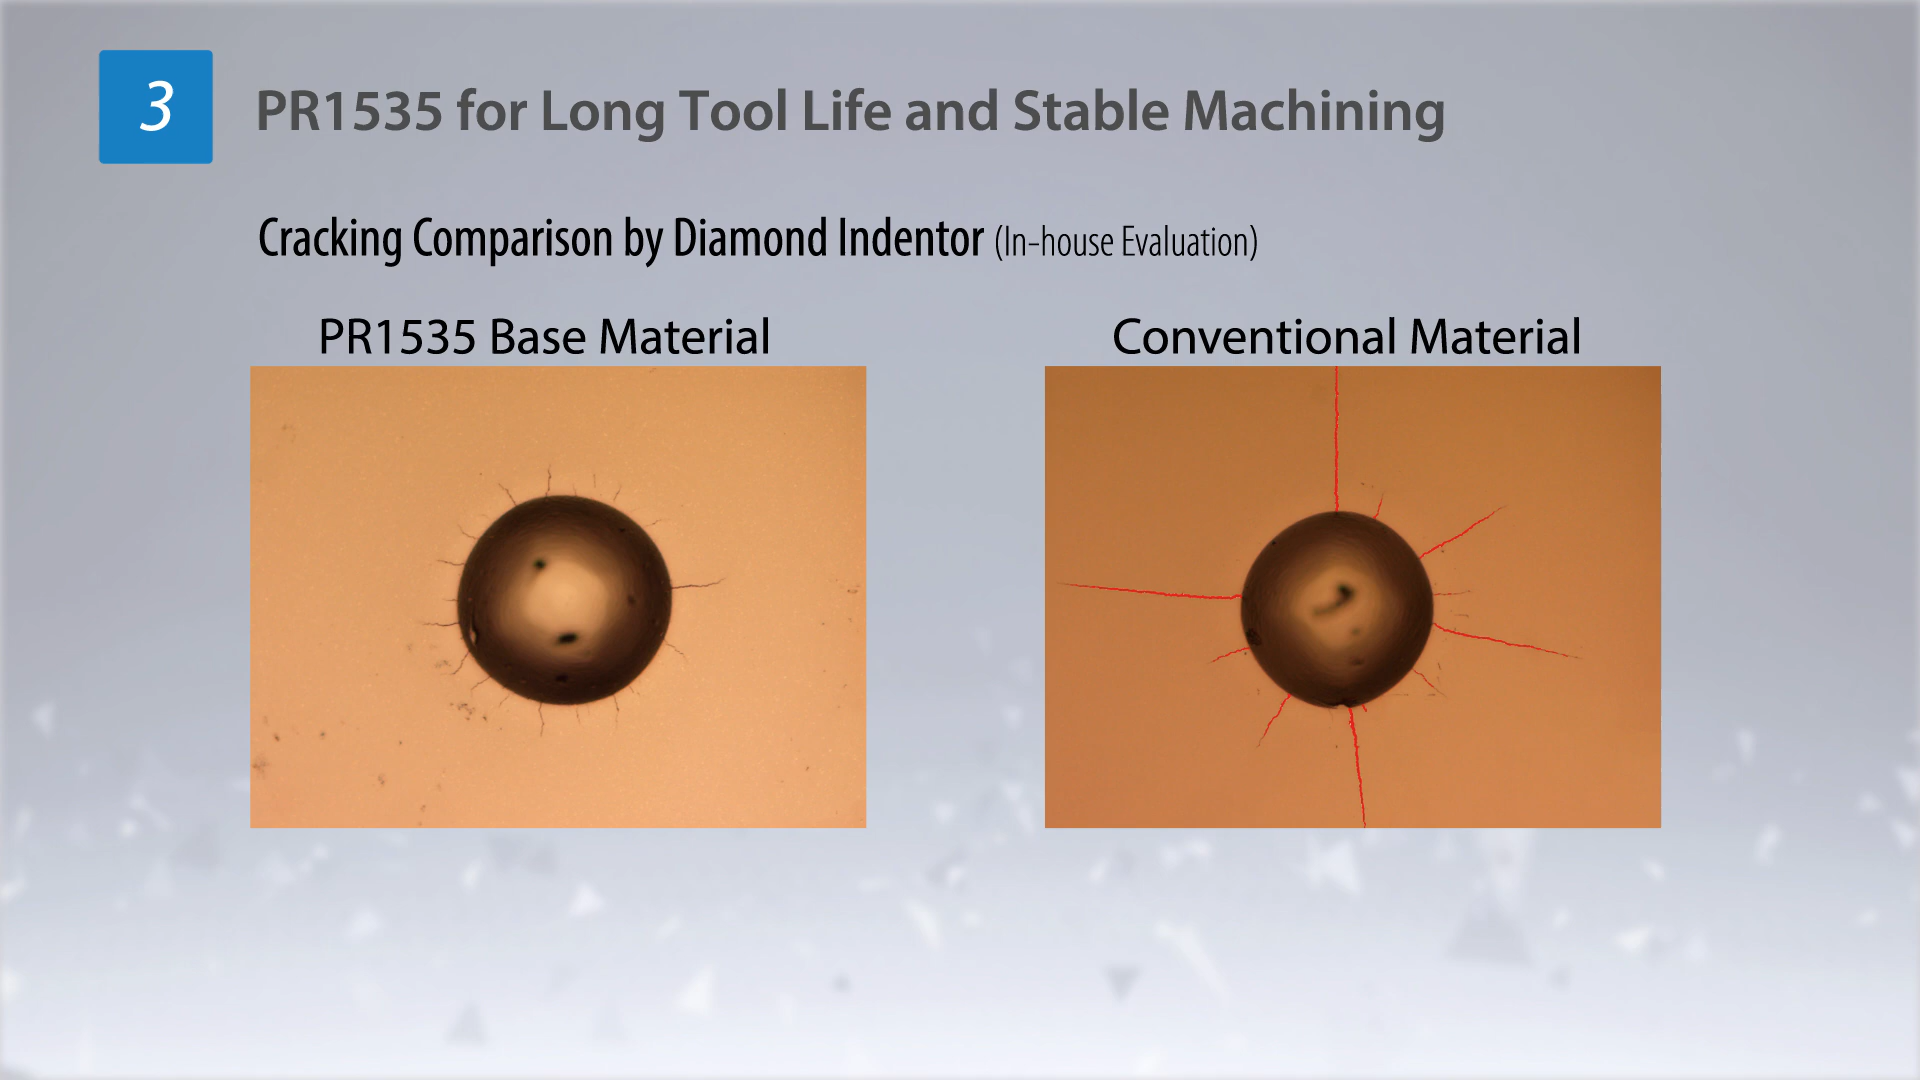 3
PR1535 for Long Tool Life and Stable Machining
Cracking Comparison by Diamond Indentor (In-house Evaluation)
PR1535 Base Material
Conventional Material